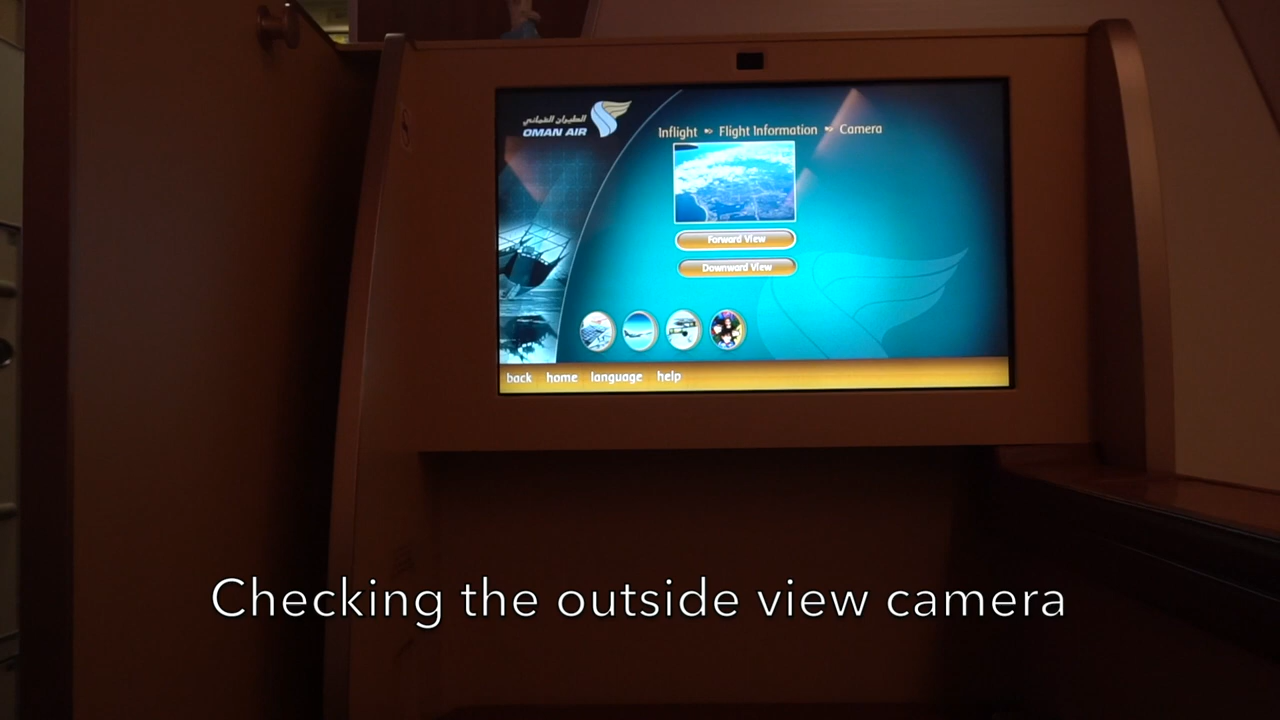 الطيران العماني
OMAN AIR
Inflight Flight Information Camera
Forward View
Downward View
back home language help
Checking the outside view camera